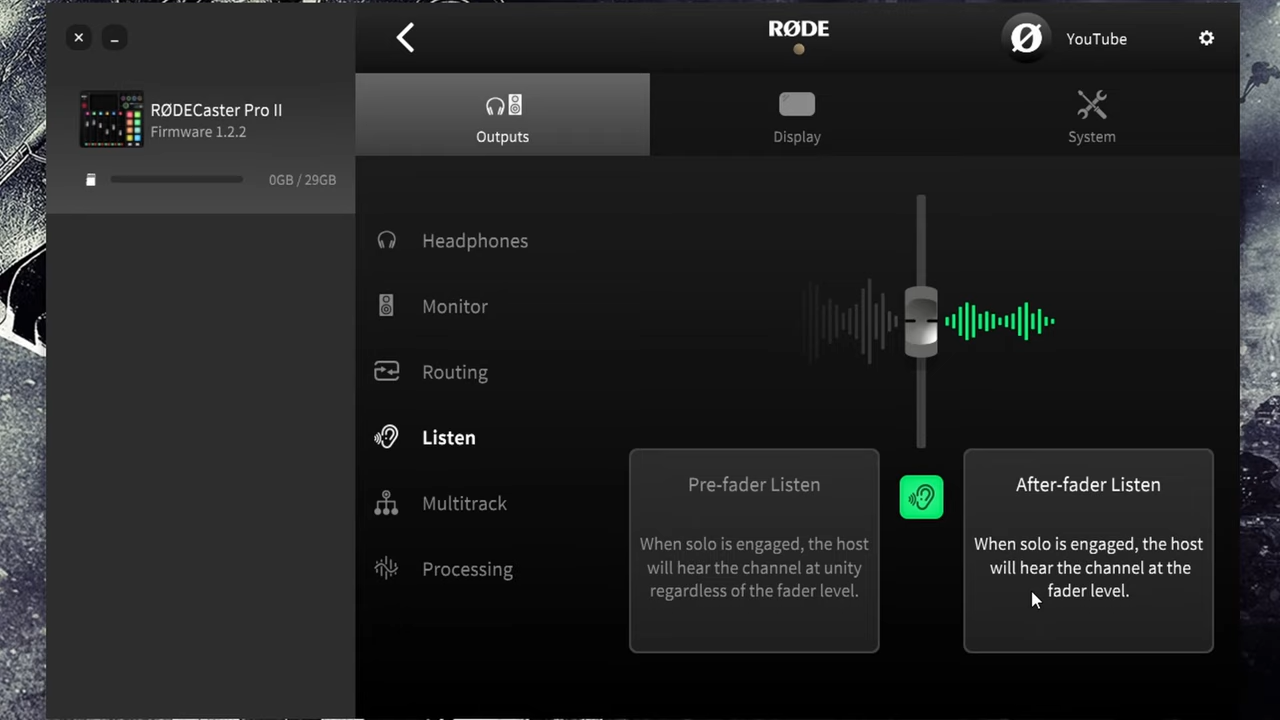 RØDE
YouTube
RØDECaster Pro II
Firmware 1.2.2
0GB / 29GB
Outputs
Display
System
Headphones
Monitor
Routing
Listen
Multitrack
Processing
Pre-fader Listen
When solo is engaged, the host
will hear the channel at unity
regardless of the fader level.
After-fader Listen
When solo is engaged, the host
will hear the channel at the
fader level.